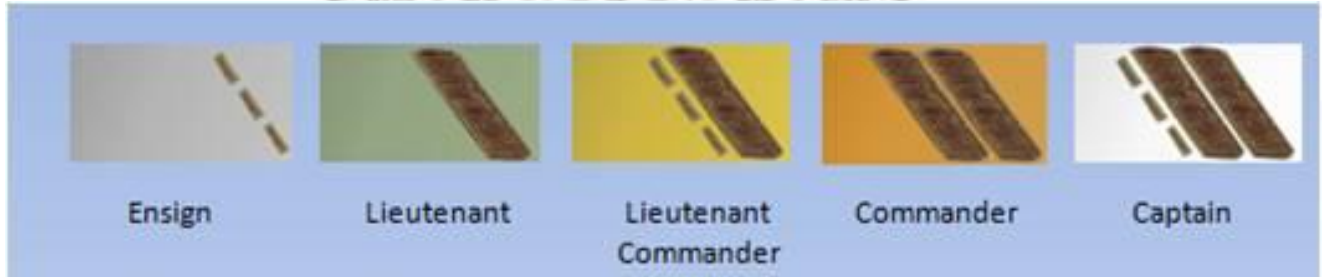 Ensign
Lieutenant
Lieutenant
Commander
Commander
Captain